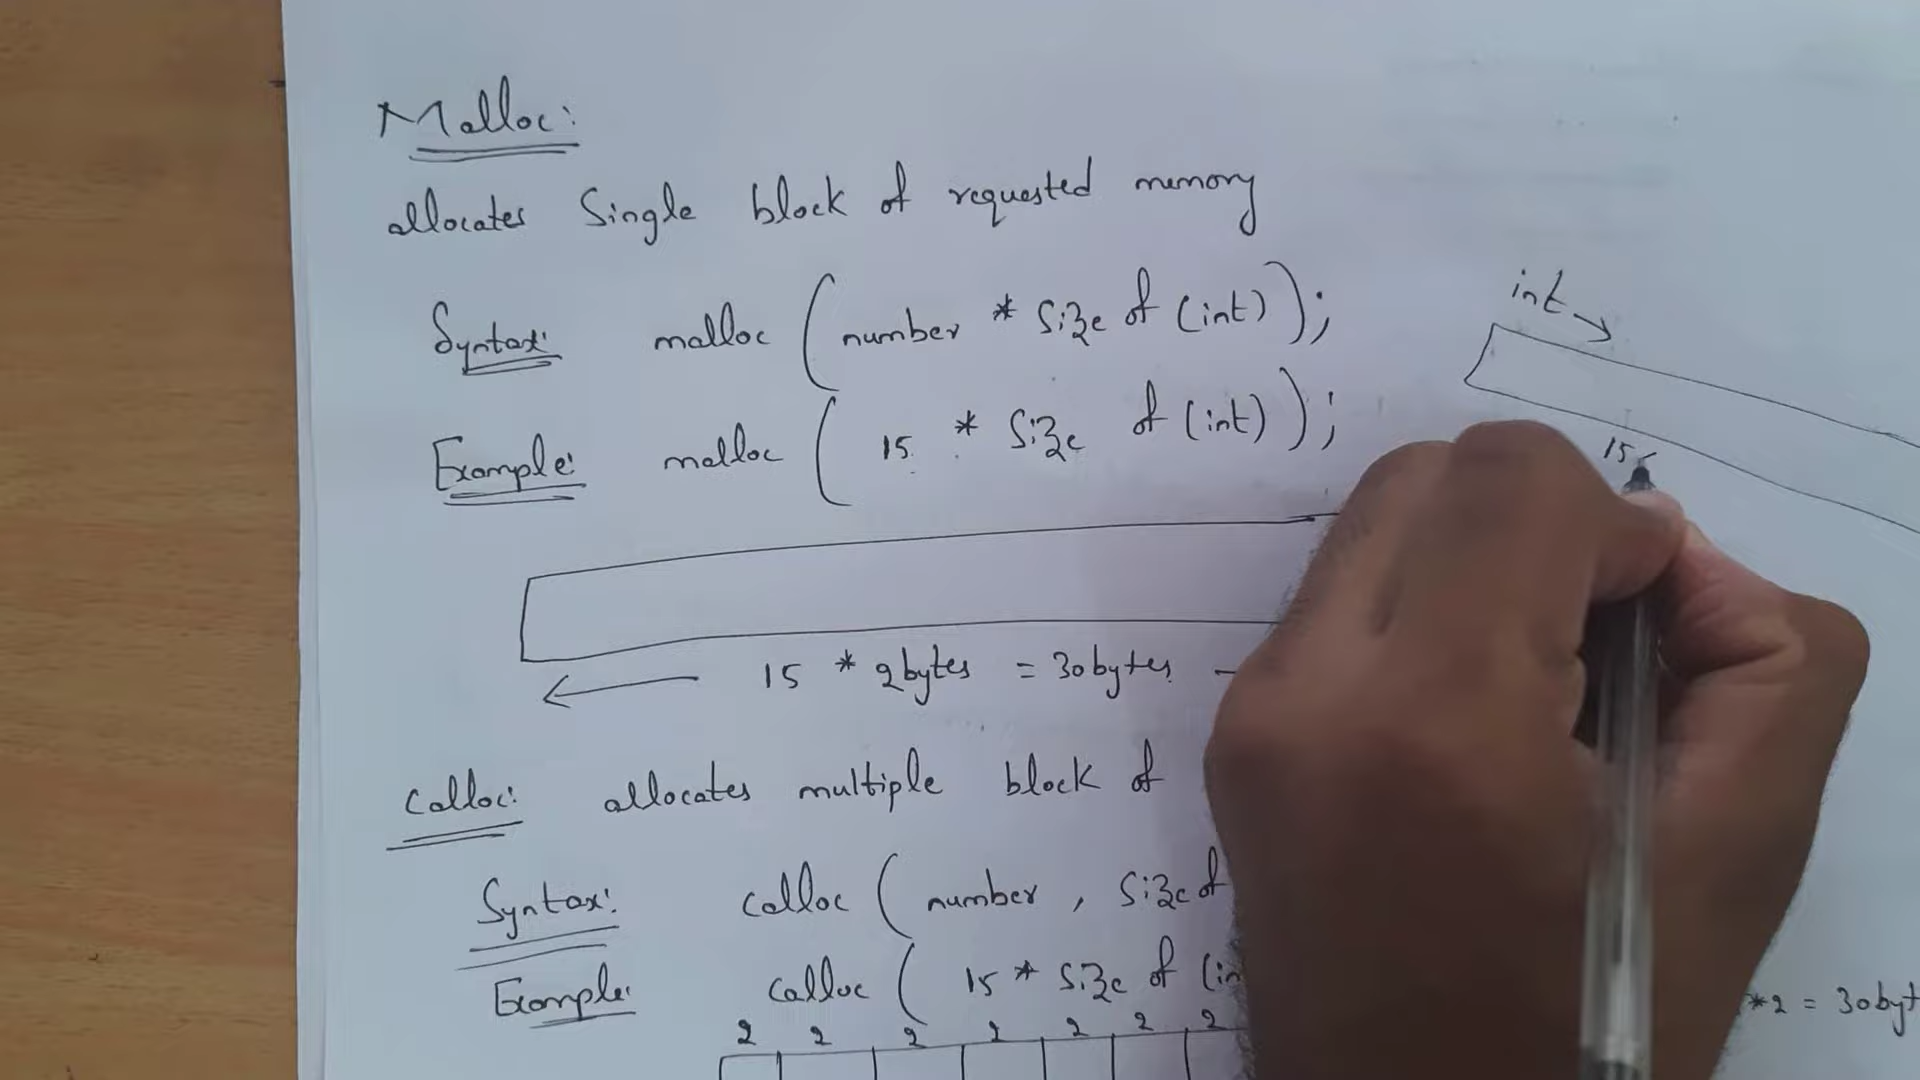 Malloc:
allocates Single block of requested memory
int →
Syntax: malloc (number * Size of (int));
Example: malloc ( 15 * Size of (int));
15
← 15 * 2bytes = 30bytes –
Calloc: allocates multiple block of
Syntax: calloc ( number , Size of
Example: Calloc ( 15 * Size of (in
*2 = 30byt
2 2 2 2 2 2 2